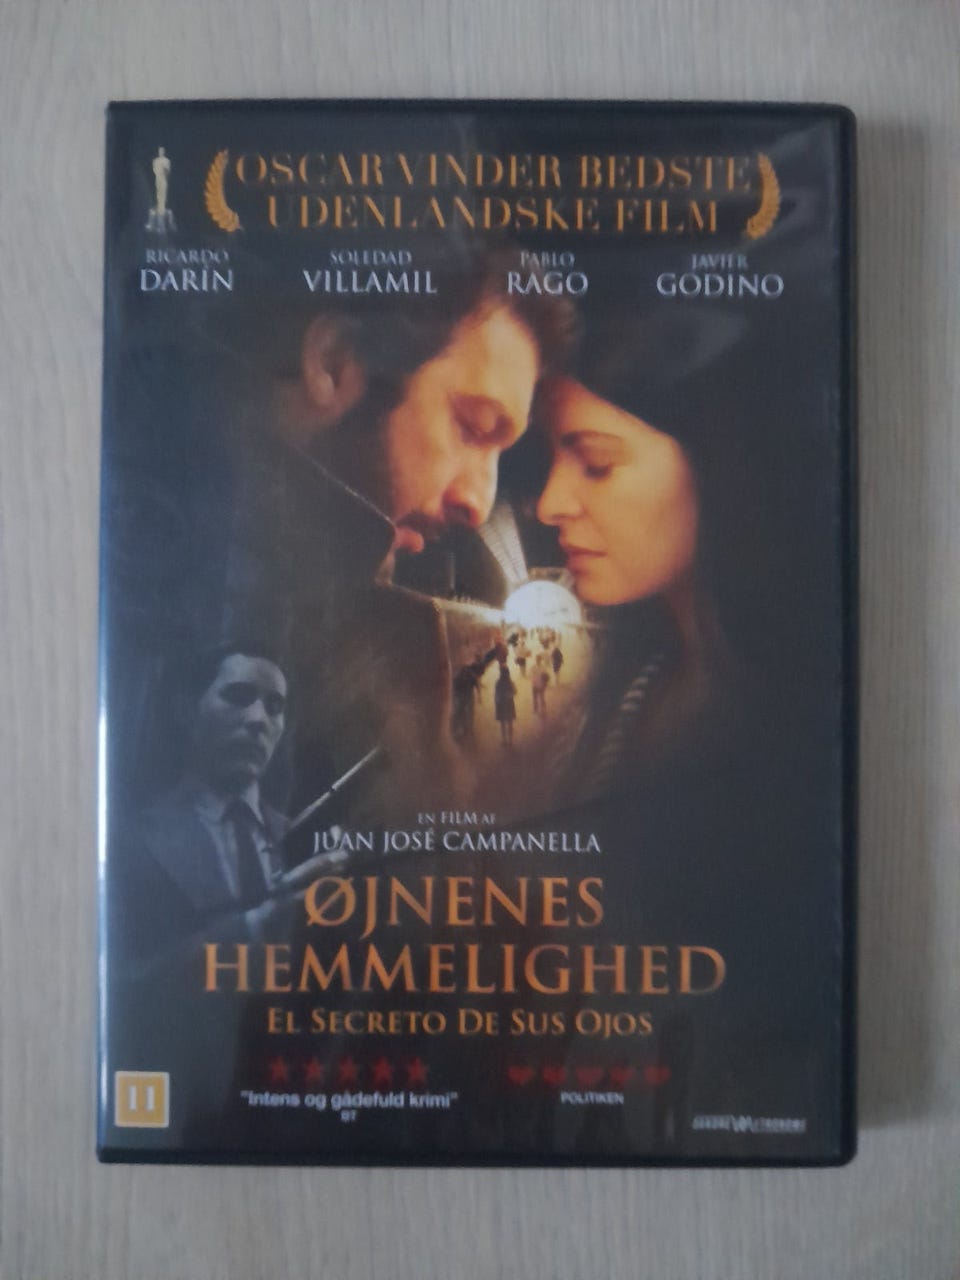 OSCAR VINDER BEDSTE
UDENLANDSKE FILM
RICARDO
DARÍN
SOLEDAD
VILLAMIL
PABLO
RAGO
JAVIER
GODINO
EN FILM AF
JUAN JOSÉ CAMPANELLA
ØJNENES
HEMMELIGHED
EL SECRETO DE SUS OJOS
"Intens og gådefuld krimi"
BT
POLITIKEN
11